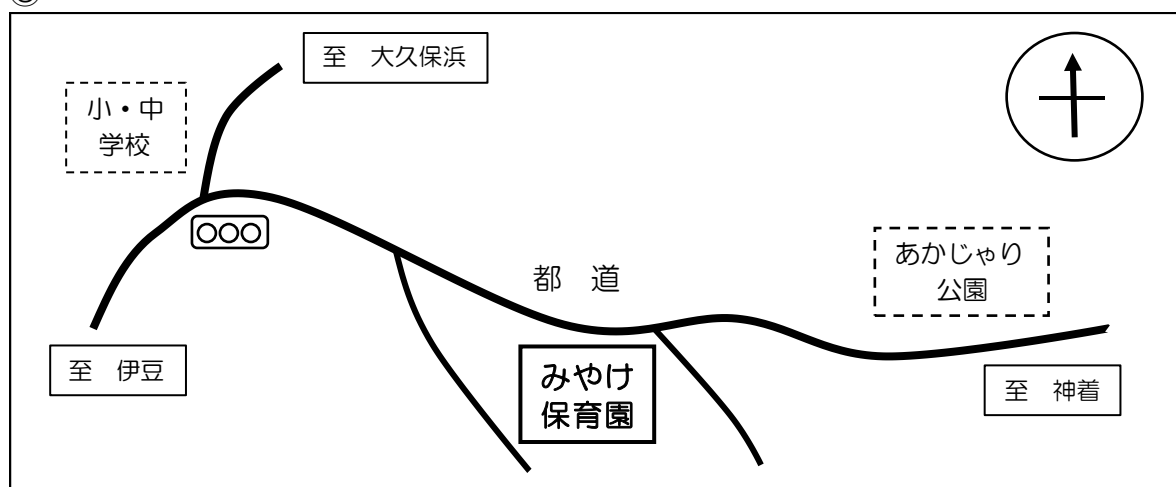 至　大久保浜
小・中
学校
都　道
あかじゃり
公園
至　伊豆
みやけ
保育園
至　神着